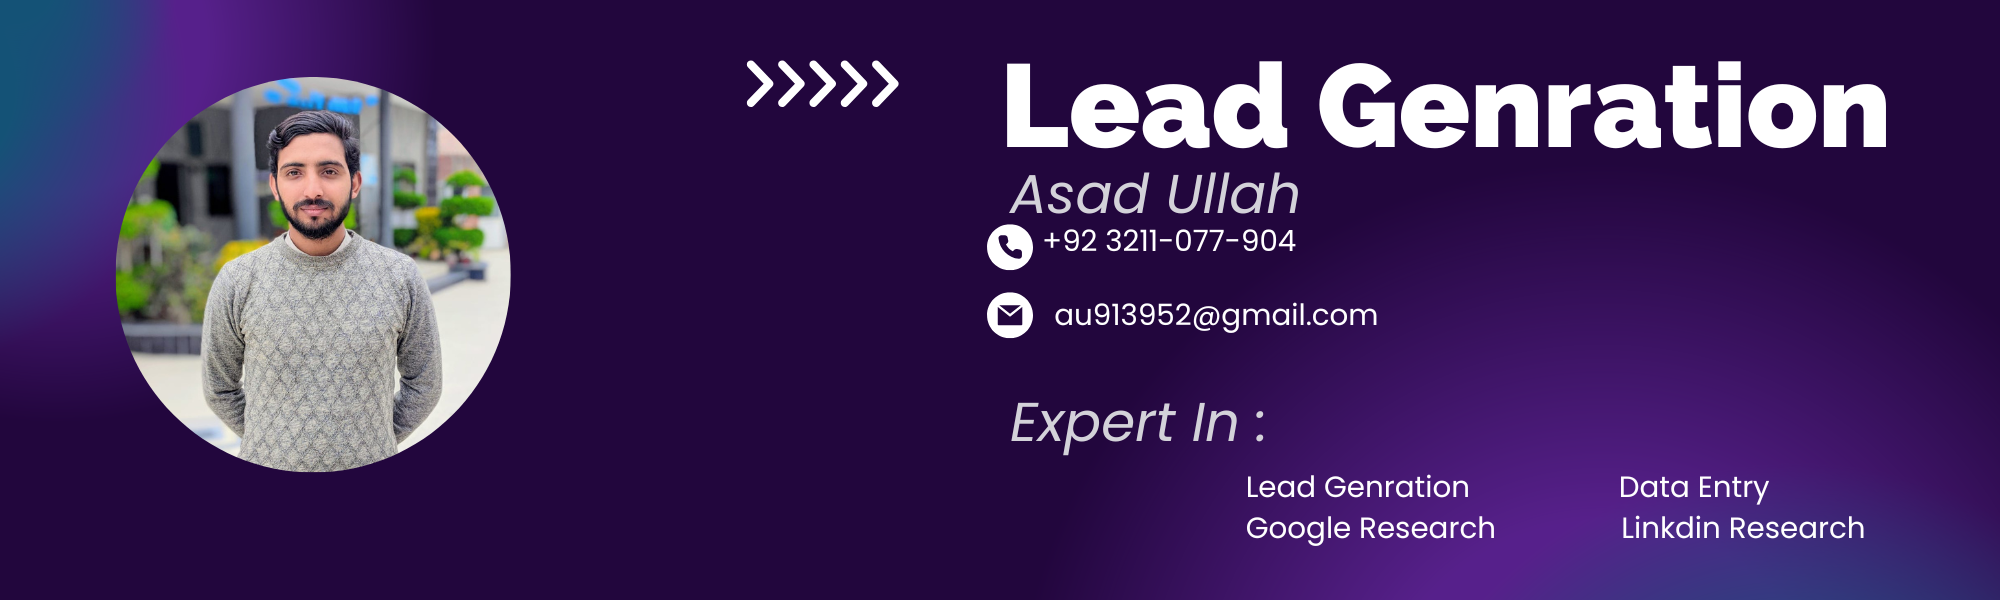 Lead Genration
Asad Ullah
+92 3211-077-904
au913952@gmail.com
Expert In :
Lead Genration
Data Entry
Google Research
Linkdin Research